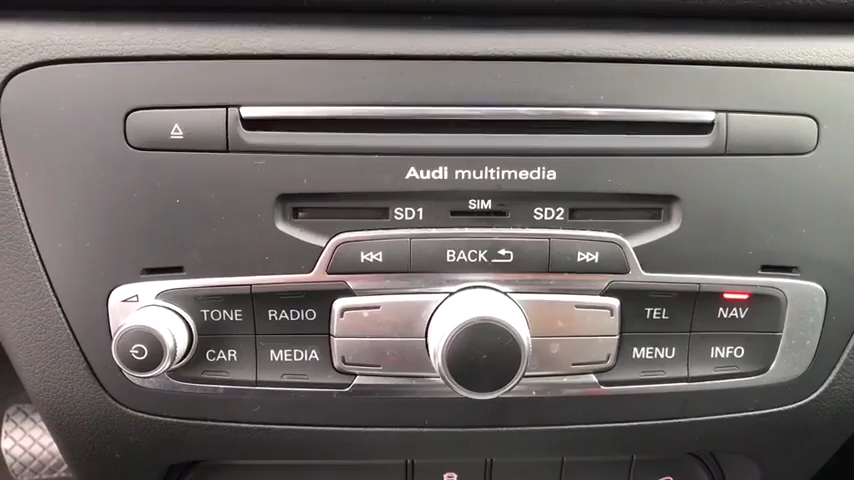 Audi multimedia
SD1 SIM SD2
BACK
TONE RADIO TEL NAV
CAR MEDIA MENU INFO